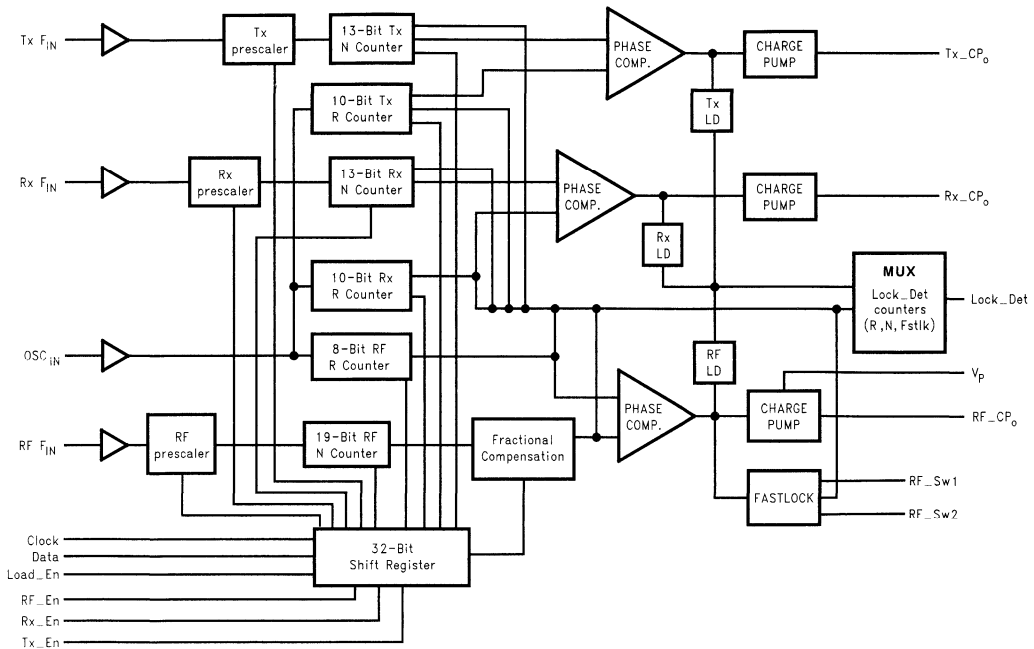 Tx F_IN
Tx
prescaler
13-Bit Tx
N Counter
PHASE
COMP.
CHARGE
PUMP
Tx_CP_o
10-Bit Tx
R Counter
Tx
LD
Rx F_IN
Rx
prescaler
13-Bit Rx
N Counter
PHASE
COMP.
CHARGE
PUMP
Rx_CP_o
Rx
LD
10-Bit Rx
R Counter
MUX
Lock_Det
counters
(R,N,Fstlk)
Lock_Det
OSC_IN
8-Bit RF
R Counter
RF
LD
V_P
PHASE
COMP.
CHARGE
PUMP
RF_CP_o
RF F_IN
RF
prescaler
19-Bit RF
N Counter
Fractional
Compensation
FASTLOCK
RF_Sw1
RF_Sw2
Clock
Data
Load_En
RF_En
Rx_En
Tx_En
32-Bit
Shift Register